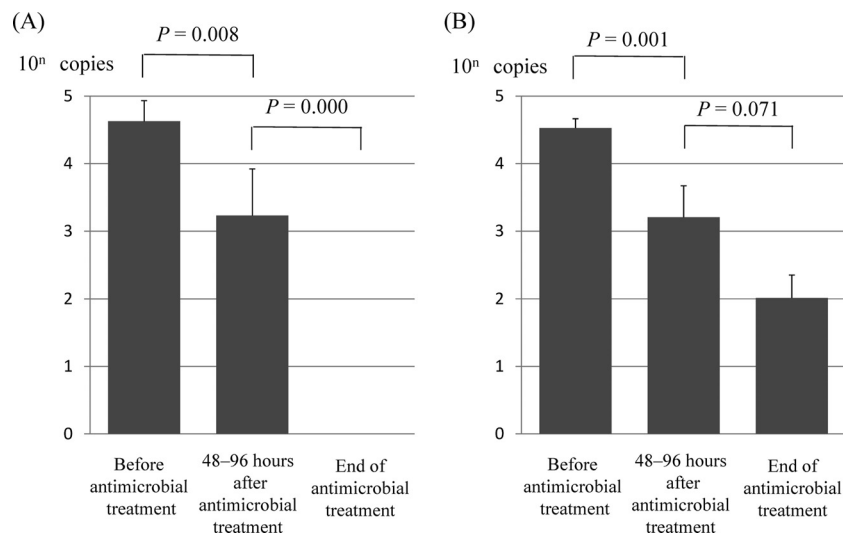 (A)
P = 0.008
10ⁿ copies
P = 0.000
5
4
3
2
1
0
Before
antimicrobial
treatment
48–96 hours
after
antimicrobial
treatment
End of
antimicrobial
treatment
(B)
P = 0.001
10ⁿ copies
P = 0.071
5
4
3
2
1
0
Before
antimicrobial
treatment
48–96 hours
after
antimicrobial
treatment
End of
antimicrobial
treatment